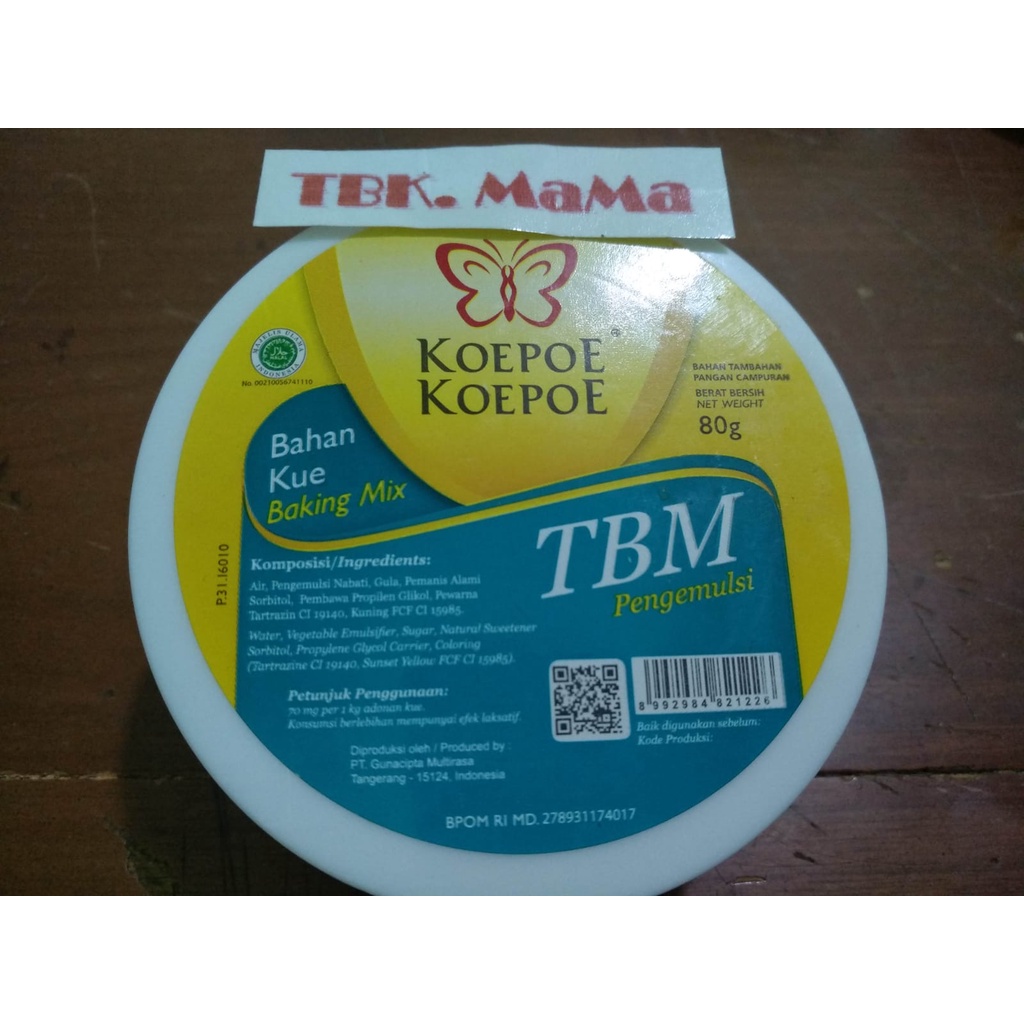 TBK. MaMa
KOEPOE
KOEPOE
®
MAJELIS ULAMA
INDONESIA
HALAL
No. 00210056741110
BAHAN TAMBAHAN
PANGAN CAMPURAN
BERAT BERSIH
NET WEIGHT
80g
Bahan
Kue
Baking Mix
TBM
Pengemulsi
P.31.16010
Komposisi/Ingredients:
Air, Pengemulsi Nabati, Gula, Pemanis Alami
Sorbitol, Pembawa Propilen Glikol, Pewarna
Tartrazin CI 19140, Kuning FCF CI 15985.
Water, Vegetable Emulsifier, Sugar, Natural Sweetener
Sorbitol, Propylene Glycol Carrier, Coloring
(Tartrazine CI 19140, Sunset Yellow FCF CI 15985).
Petunjuk Penggunaan:
70 mg per 1 kg adonan kue.
Konsumsi berlebihan mempunyai efek laksatif.
Diproduksi oleh / Produced by :
PT. Gunacipta Multirasa
Tangerang - 15124, Indonesia
8 992984 821226
Baik digunakan sebelum:
Kode Produksi:
BPOM RI MD. 278931174017